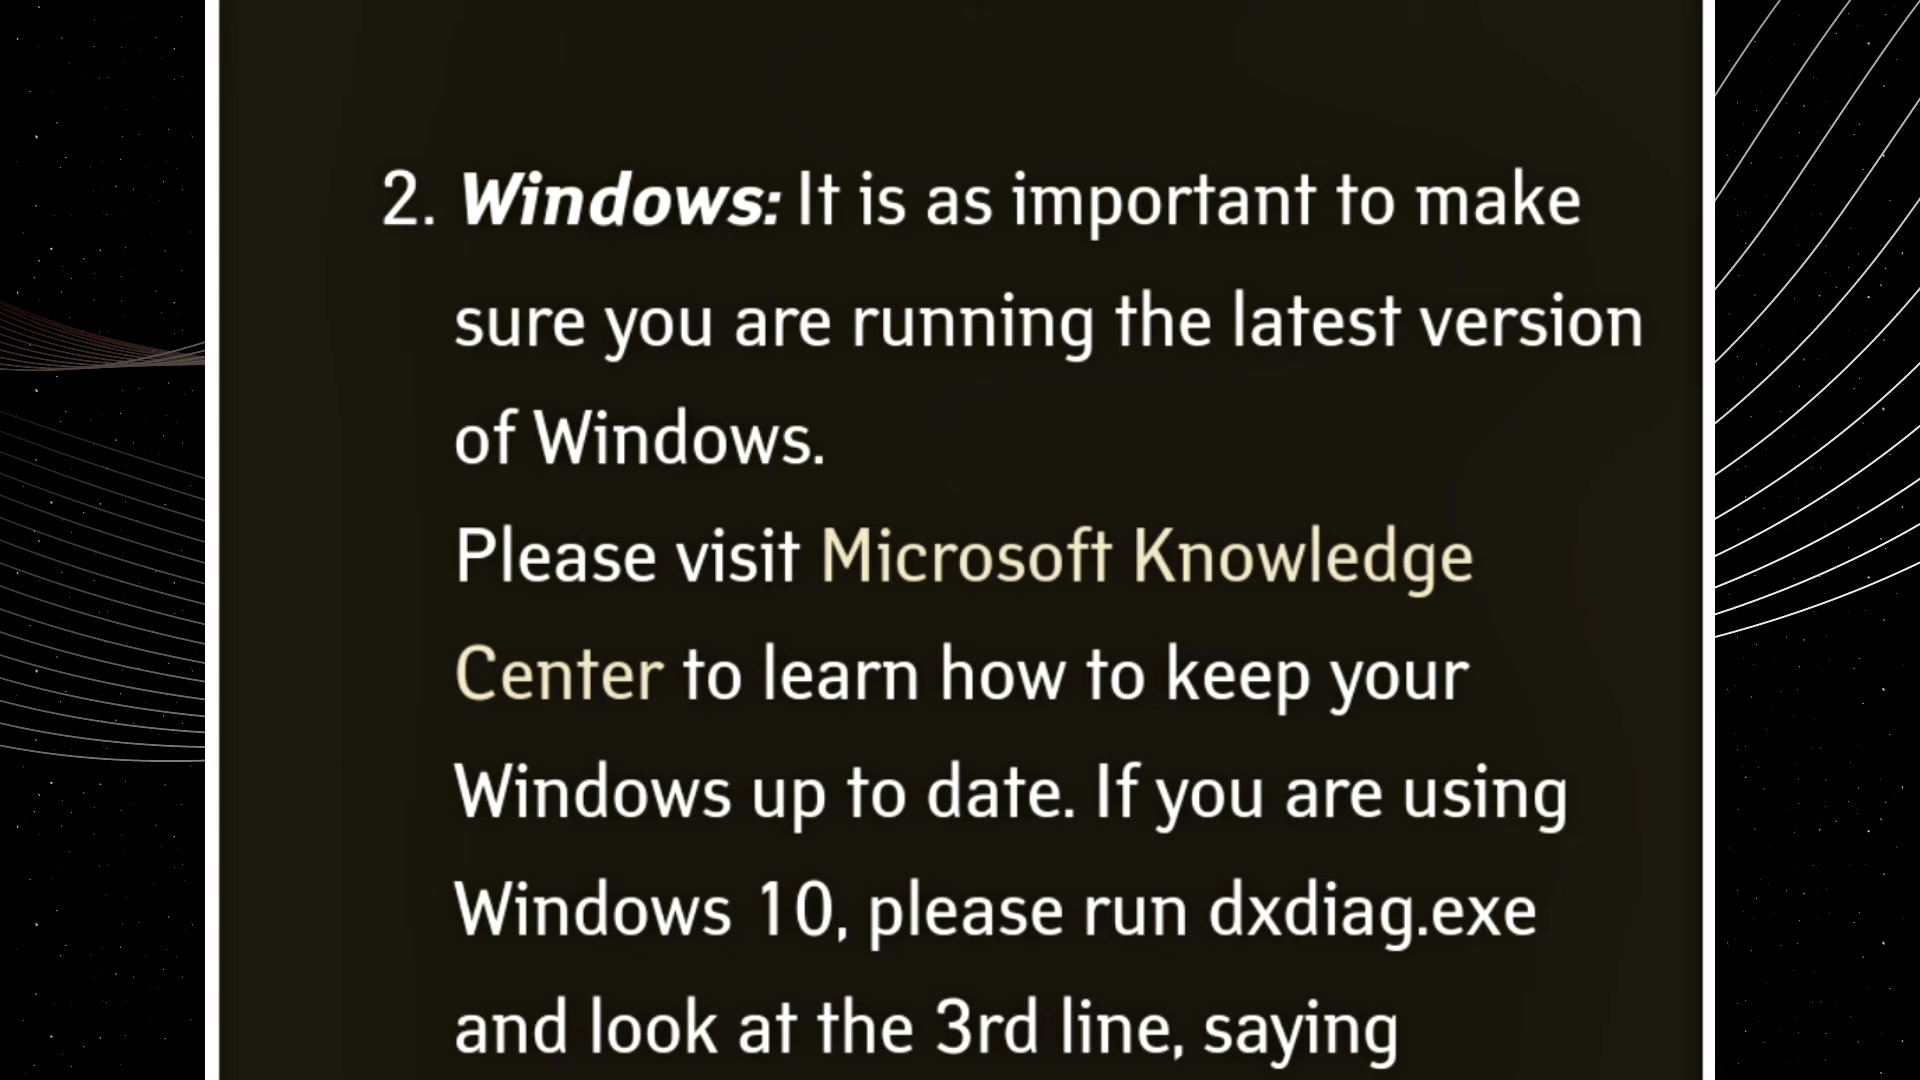 2. Windows: It is as important to make
sure you are running the latest version
of Windows.
Please visit Microsoft Knowledge
Center to learn how to keep your
Windows up to date. If you are using
Windows 10, please run dxdiag.exe
and look at the 3rd line, saying